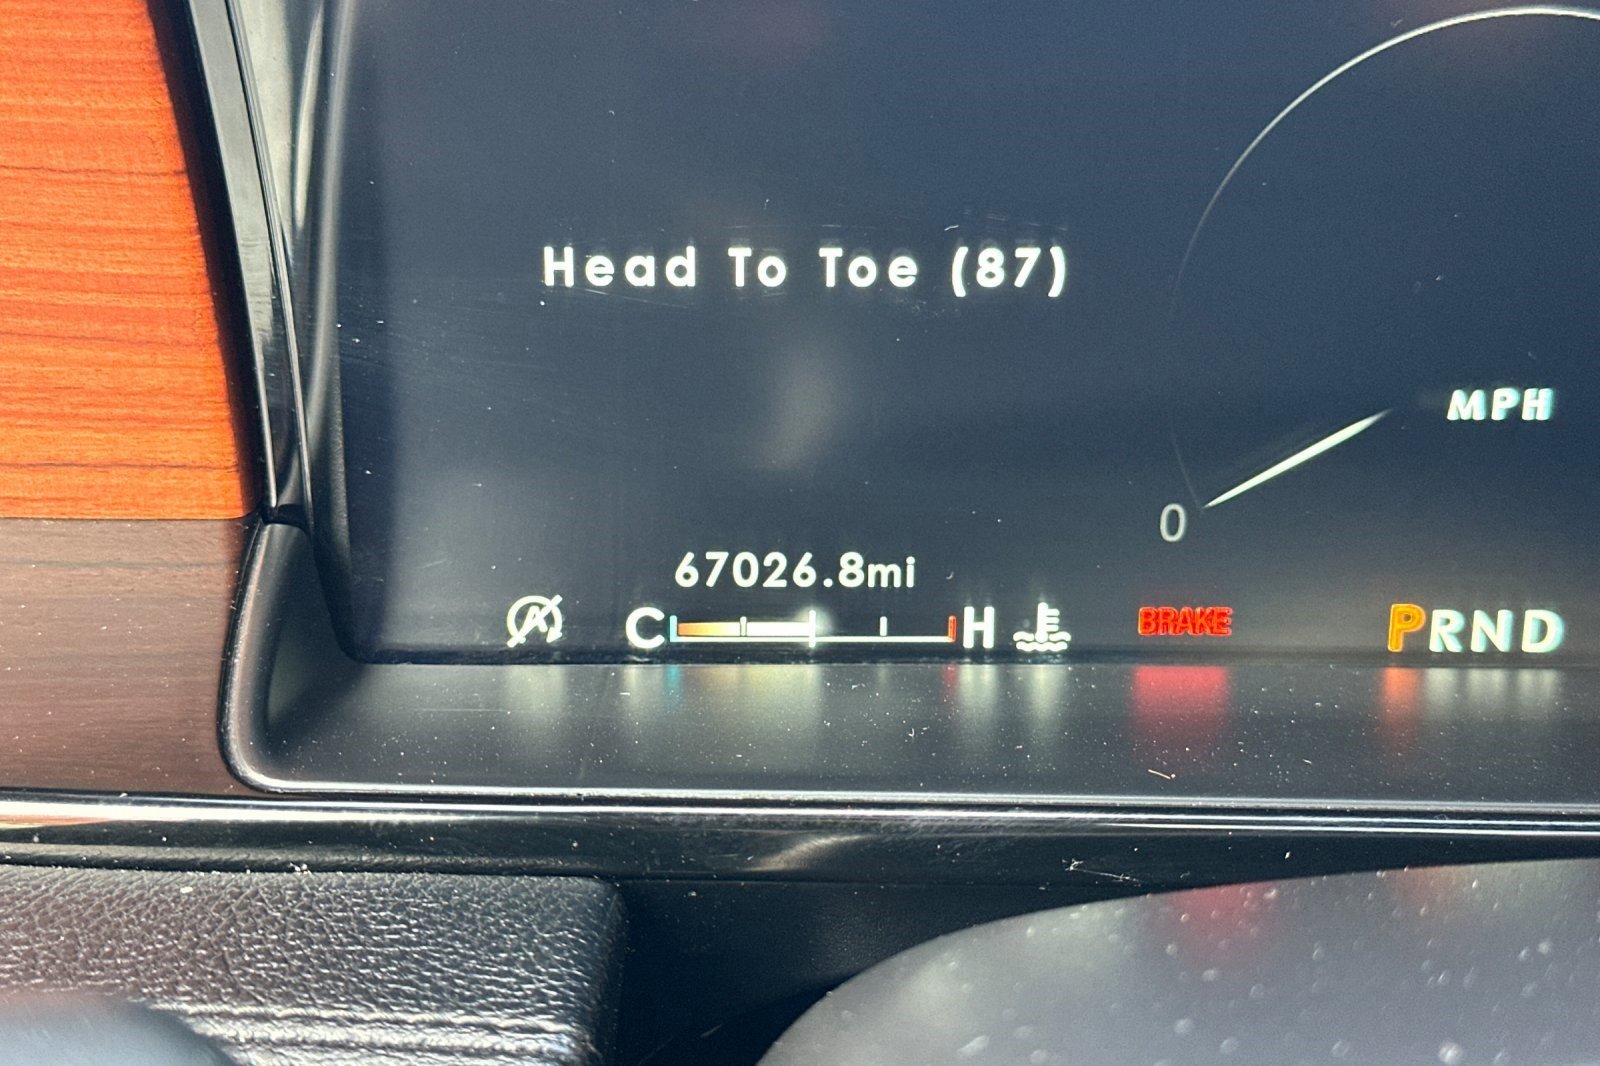 Head To Toe (87)
MPH
0
67026.8mi
A
C H
BRAKE
PRND